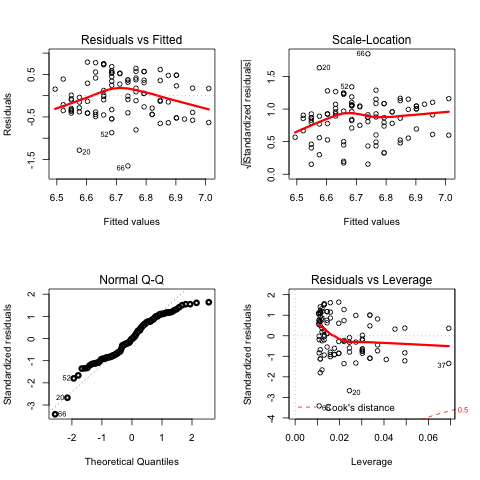 Residuals vs Fitted
Residuals
0.5
-0.5
-1.5
20
52
66
6.5 6.6 6.7 6.8 6.9 7.0
Fitted values
Scale-Location
√|Standardized residuals|
0.0
0.5
1.0
1.5
66
20
52
6.5 6.6 6.7 6.8 6.9 7.0
Fitted values
Normal Q-Q
Standardized residuals
2
1
0
-1
-2
-3
52
20
66
-2 -1 0 1 2
Theoretical Quantiles
Residuals vs Leverage
Standardized residuals
2
1
0
-1
-2
-3
-4
37
20
Cook's distance
0.5
0.00 0.02 0.04 0.06
Leverage